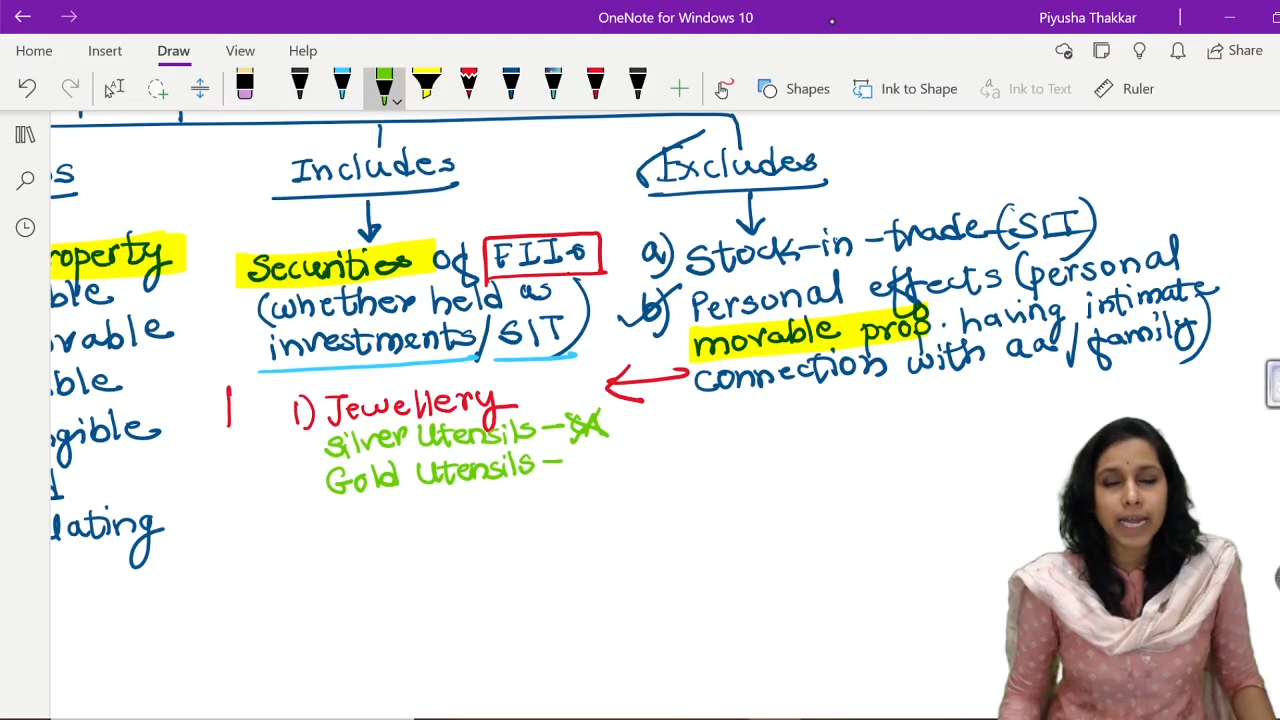 OneNote for Windows 10
Piyusha Thakkar
Home Insert Draw View Help
Share
Shapes Ink to Shape Ink to Text Ruler
Includes
Excludes
roperty
ble
vable
ble
gible
lating
Securities of FIIs
(whether held as
investments/SIT)
1) Jewellery
Silver Utensils –
Gold Utensils –
a) Stock-in-trade (SIT)
b) Personal effects (personal
movable prop. having intimate
connection with aa/family)